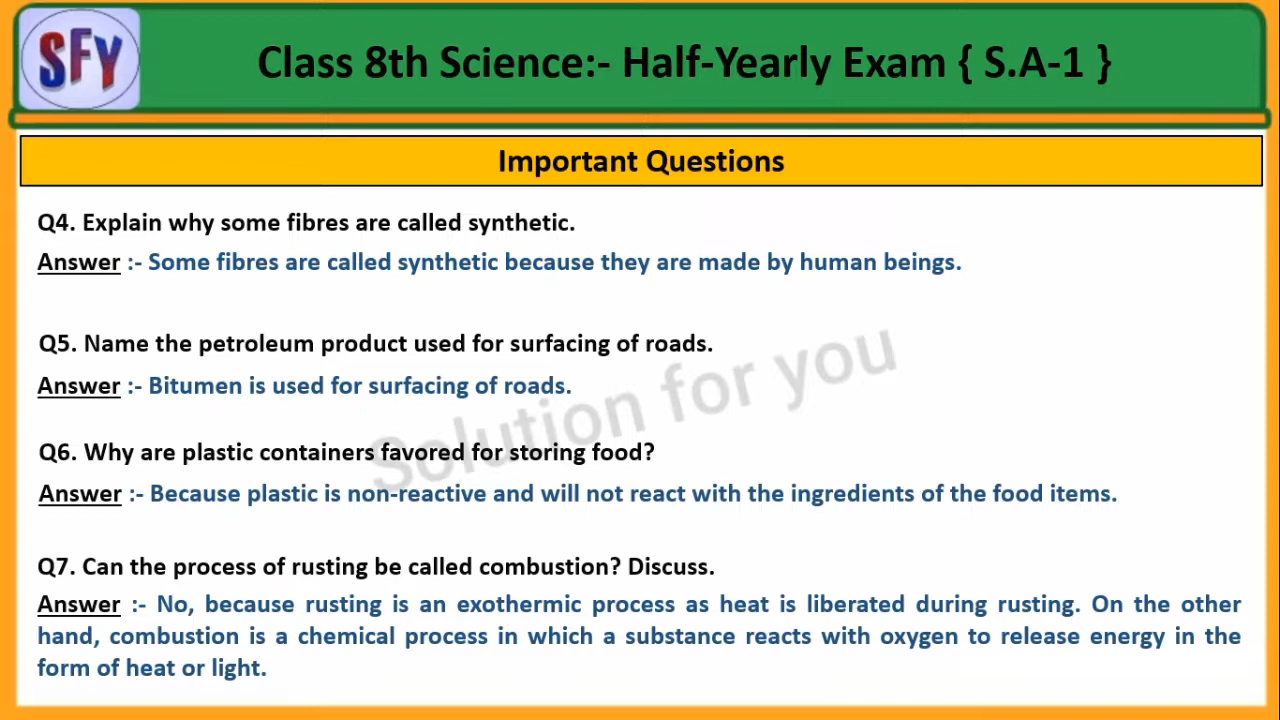 SFY
Class 8th Science:- Half-Yearly Exam { S.A-1 }
Important Questions
Q4. Explain why some fibres are called synthetic.
Answer :- Some fibres are called synthetic because they are made by human beings.
Q5. Name the petroleum product used for surfacing of roads.
Answer :- Bitumen is used for surfacing of roads.
Solution for you
Q6. Why are plastic containers favored for storing food?
Answer :- Because plastic is non-reactive and will not react with the ingredients of the food items.
Q7. Can the process of rusting be called combustion? Discuss.
Answer :- No, because rusting is an exothermic process as heat is liberated during rusting. On the other
hand, combustion is a chemical process in which a substance reacts with oxygen to release energy in the
form of heat or light.